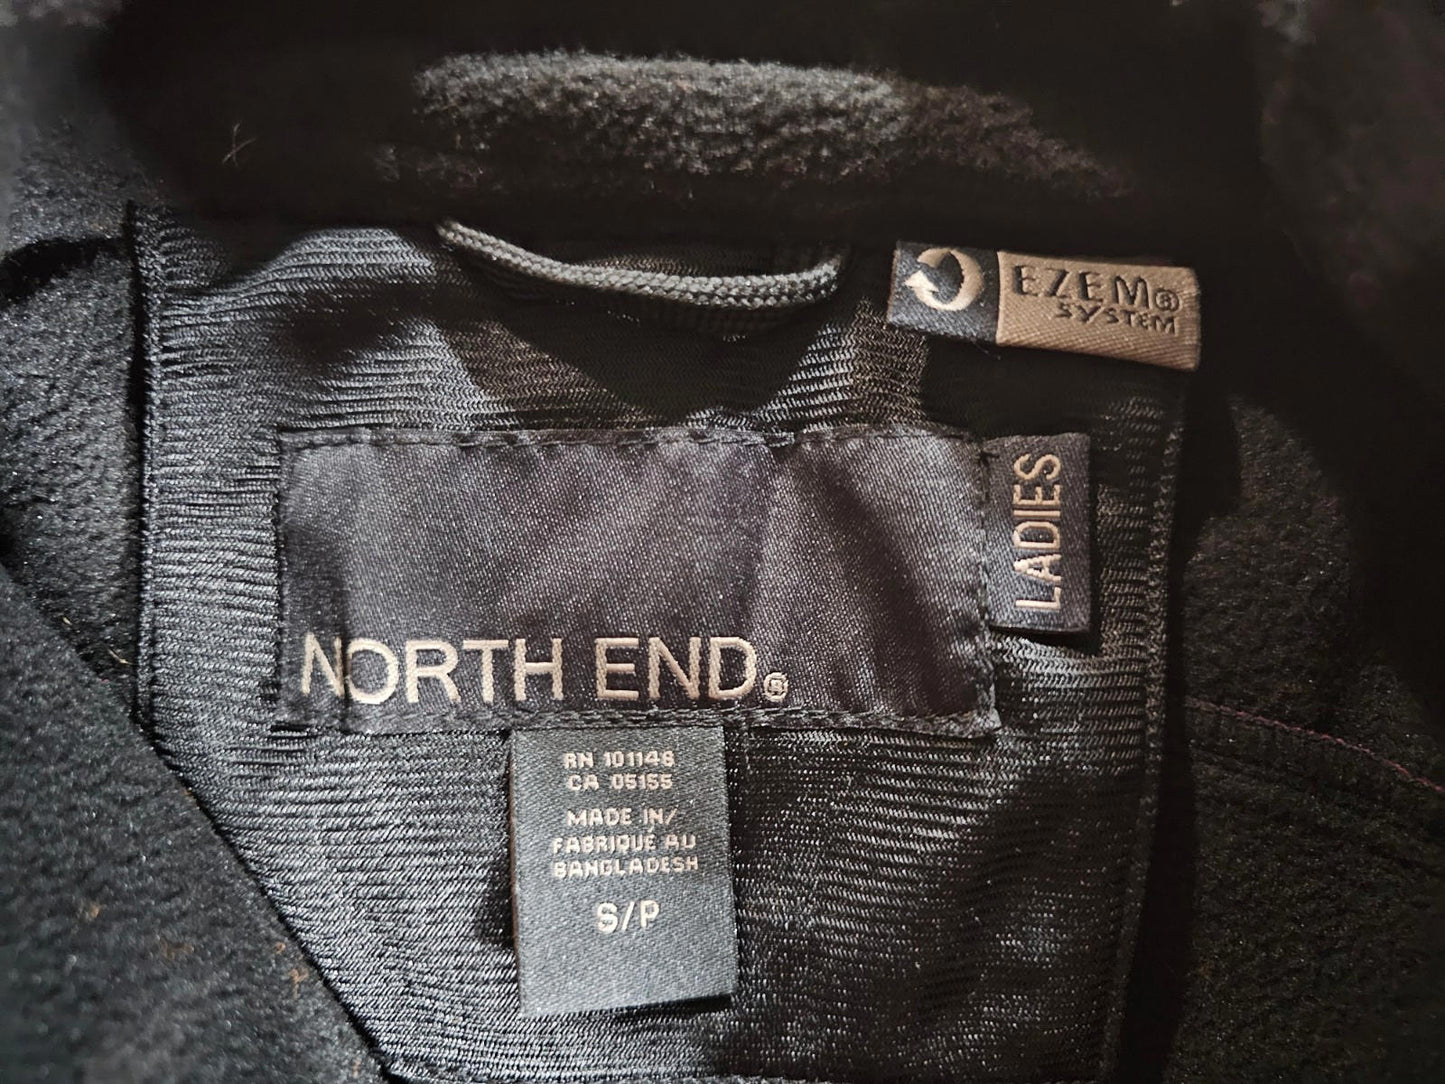 EZEM®
SYSTEM
LADIES
NORTH END®
RN 101148
CA 05155
MADE IN/
FABRIQUÉ AU
BANGLADESH
S/P